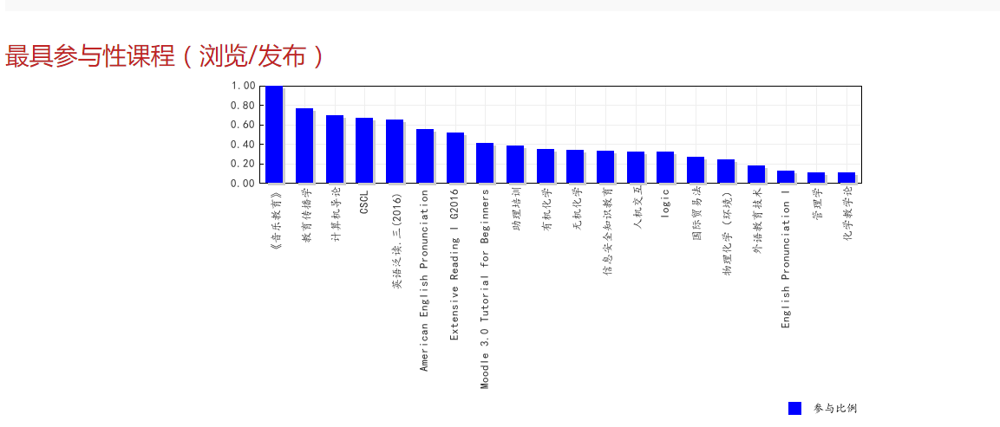 最具参与性课程（浏览/发布）
1.00
0.80
0.60
0.40
0.20
0.00
《音乐教育》
教育传播学
计算机导论
CSCL
英语泛读.三(2016)
American English Pronunciation
Extensive Reading I G2016
Moodle 3.0 Tutorial for Beginners
助理培训
有机化学
无机化学
信息安全知识教育
人机交互
logic
国际贸易法
物理化学（环境）
外语教育技术
English Pronunciation I
管理学
化学教学论
参与比例